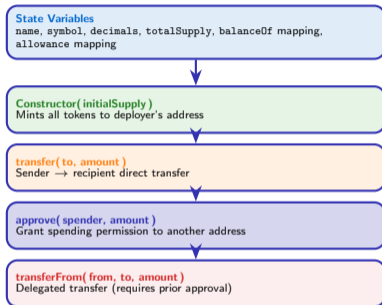 State Variables
name, symbol, decimals, totalSupply, balanceOf mapping,
allowance mapping
Constructor( initialSupply )
Mints all tokens to deployer's address
transfer( to, amount )
Sender → recipient direct transfer
approve( spender, amount )
Grant spending permission to another address
transferFrom( from, to, amount )
Delegated transfer (requires prior approval)